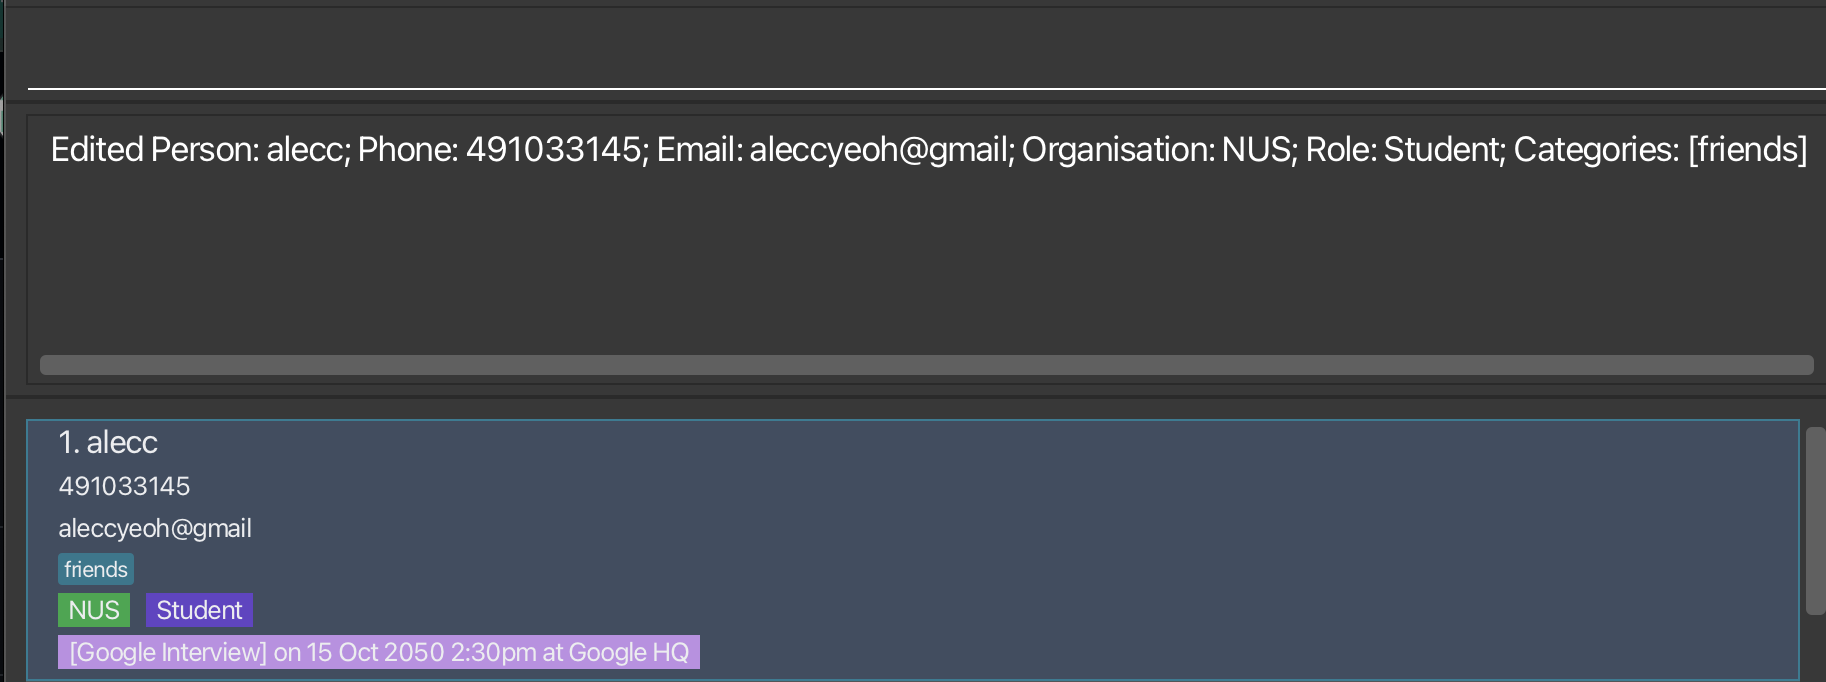 Edited Person: alecc; Phone: 491033145; Email: aleccyeoh@gmail; Organisation: NUS; Role: Student; Categories: [friends]
1. alecc
491033145
aleccyeoh@gmail
friends
NUS Student
[Google Interview] on 15 Oct 2050 2:30pm at Google HQ